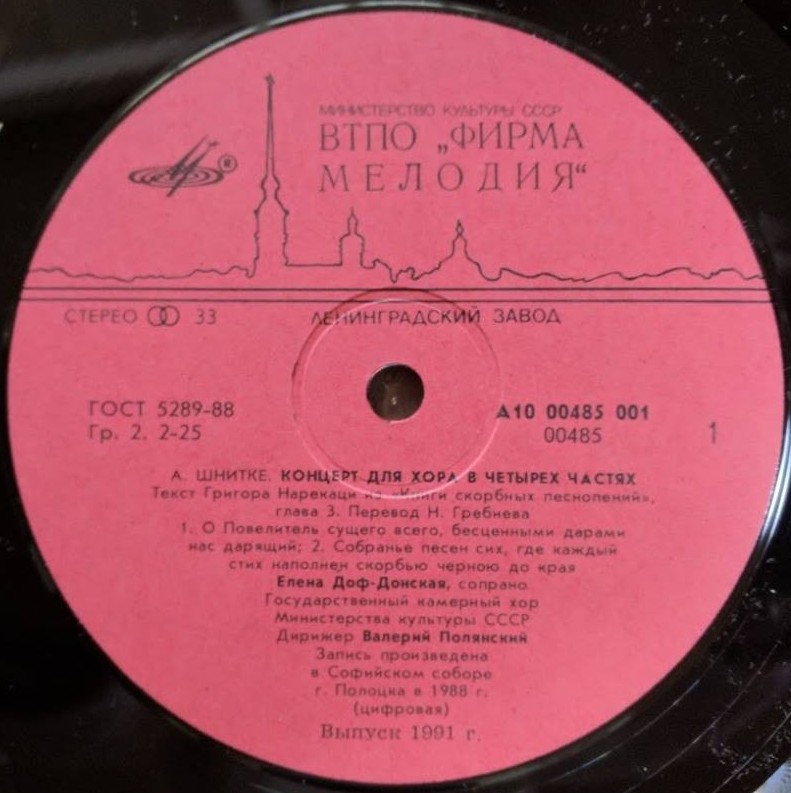 МИНИСТЕРСТВО КУЛЬТУРЫ СССР
ВТПО „ФИРМА
МЕЛОДИЯ“
®
СТЕРЕО 33
ЛЕНИНГРАДСКИЙ ЗАВОД
ГОСТ 5289-88
Гр. 2. 2-25
А10 00485 001
00485
1
А. ШНИТКЕ. КОНЦЕРТ ДЛЯ ХОРА В ЧЕТЫРЕХ ЧАСТЯХ
Текст Григора Нарекаци из «Книги скорбных песнопений»,
глава 3. Перевод Н. Гребнева
1. О Повелитель сущего всего, бесценными дарами
нас дарящий; 2. Собранье песен сих, где каждый
стих наполнен скорбью черною до края
Елена Доф-Донская, сопрано
Государственный камерный хор
Министерства культуры СССР
Дирижер Валерий Полянский
Запись произведена
в Софийском соборе
г. Полоцка в 1988 г.
(цифровая)
Выпуск 1991 г.